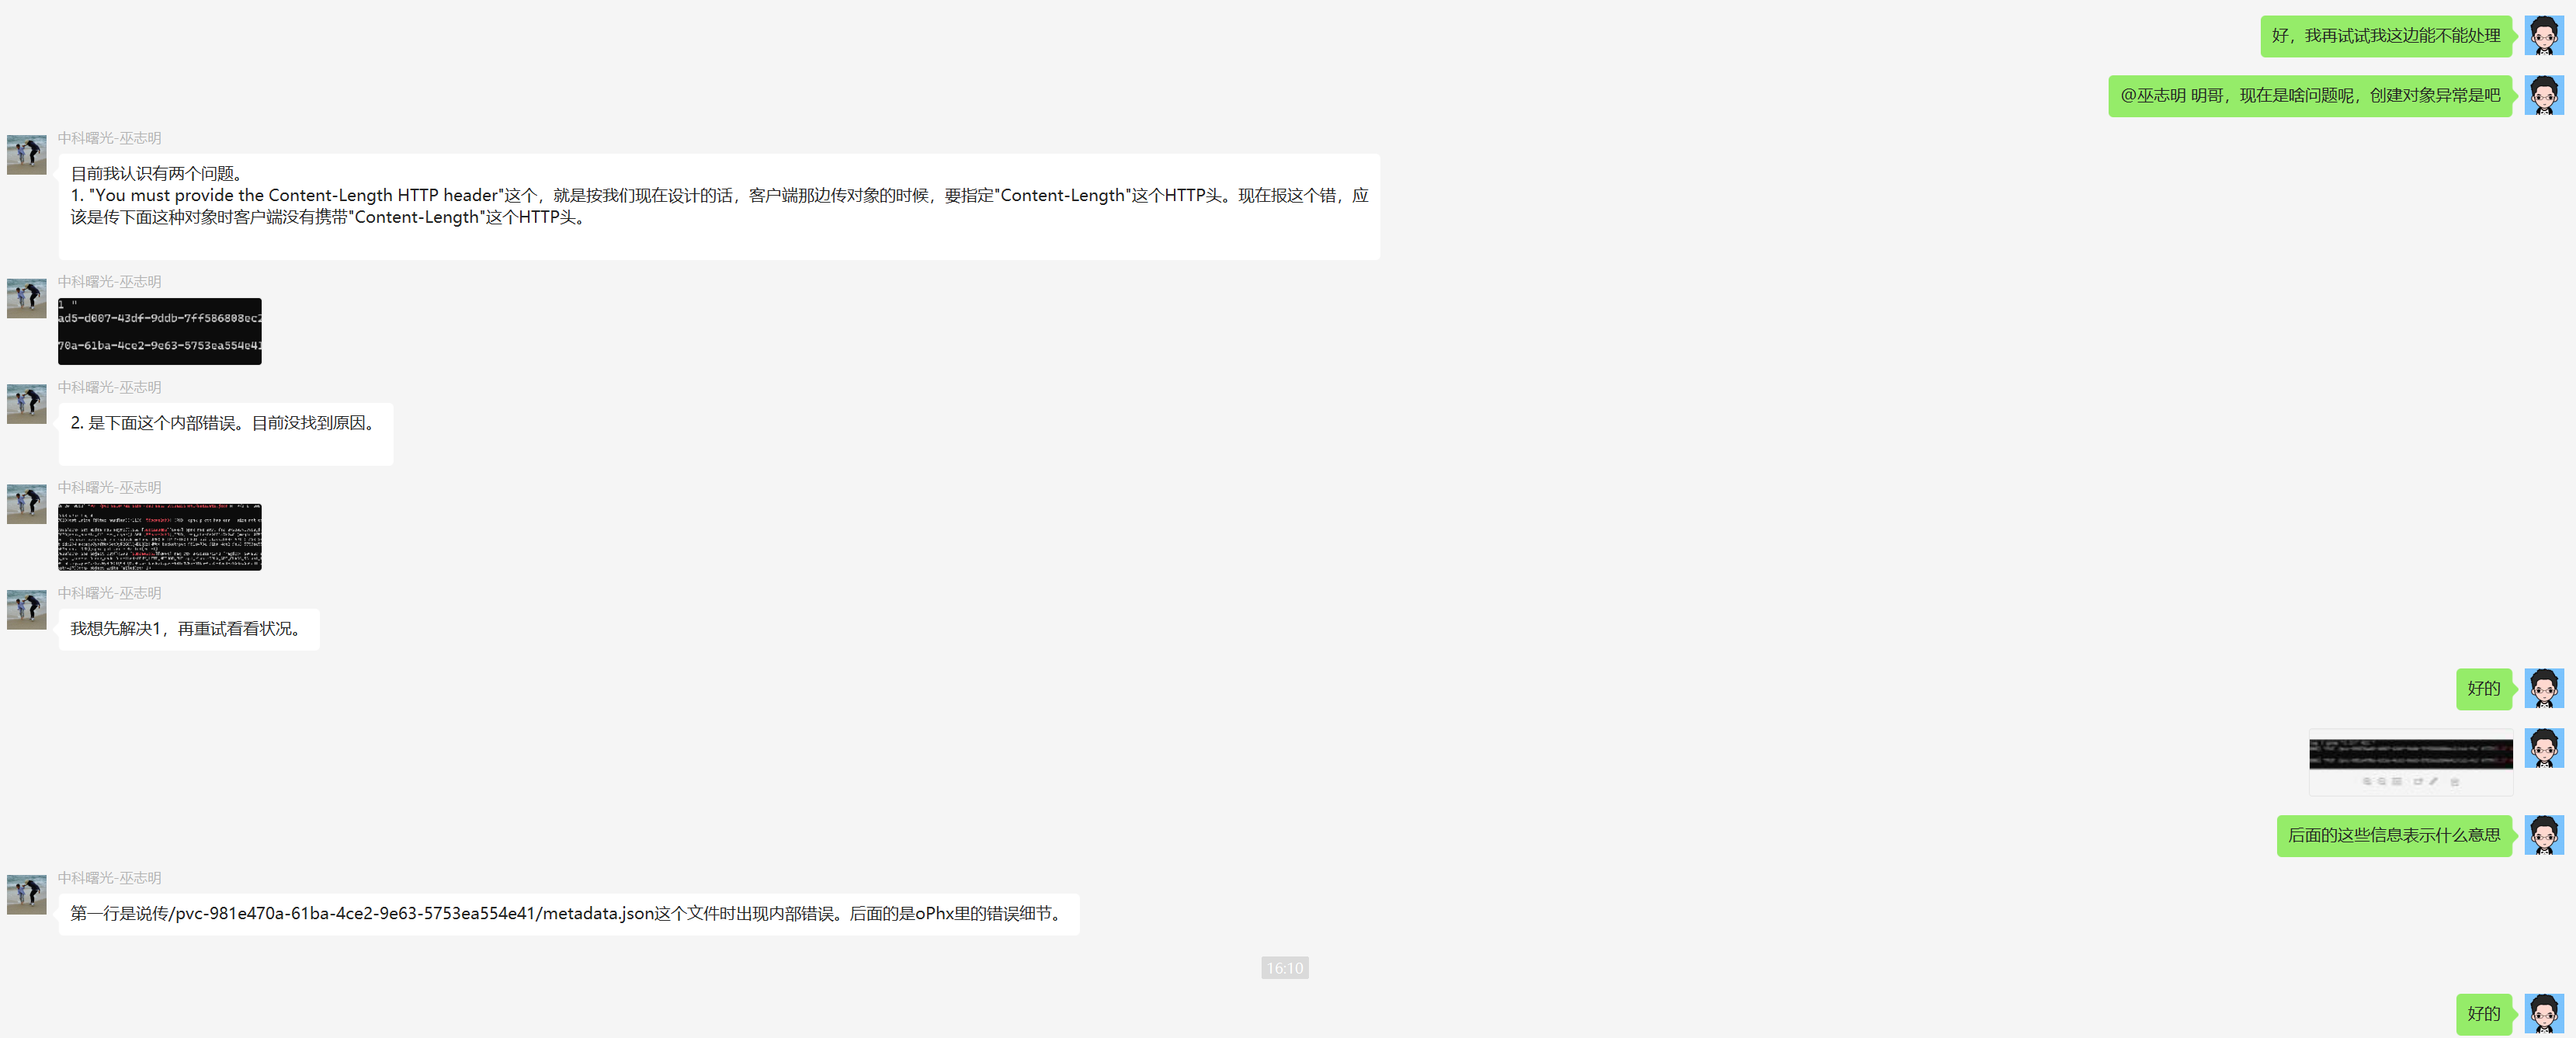 好，我再试试我这边能不能处理
@巫志明 明哥，现在是啥问题呢，创建对象异常是吧
中科曙光-巫志明
目前我认识有两个问题。
1. "You must provide the Content-Length HTTP header"这个，就是按我们现在设计的话，客户端那边传对象的时候，要指定"Content-Length"这个HTTP头。现在报这个错，应
该是传下面这种对象时客户端没有携带"Content-Length"这个HTTP头。
中科曙光-巫志明
1 "
ad5-d007-43df-9ddb-7ff586808ec2
70a-61ba-4ce2-9e63-5753ea554e41
中科曙光-巫志明
2. 是下面这个内部错误。目前没找到原因。
中科曙光-巫志明
中科曙光-巫志明
我想先解决1，再重试看看状况。
好的
后面的这些信息表示什么意思
中科曙光-巫志明
第一行是说传/pvc-981e470a-61ba-4ce2-9e63-5753ea554e41/metadata.json这个文件时出现内部错误。后面的是oPhx里的错误细节。
16:10
好的